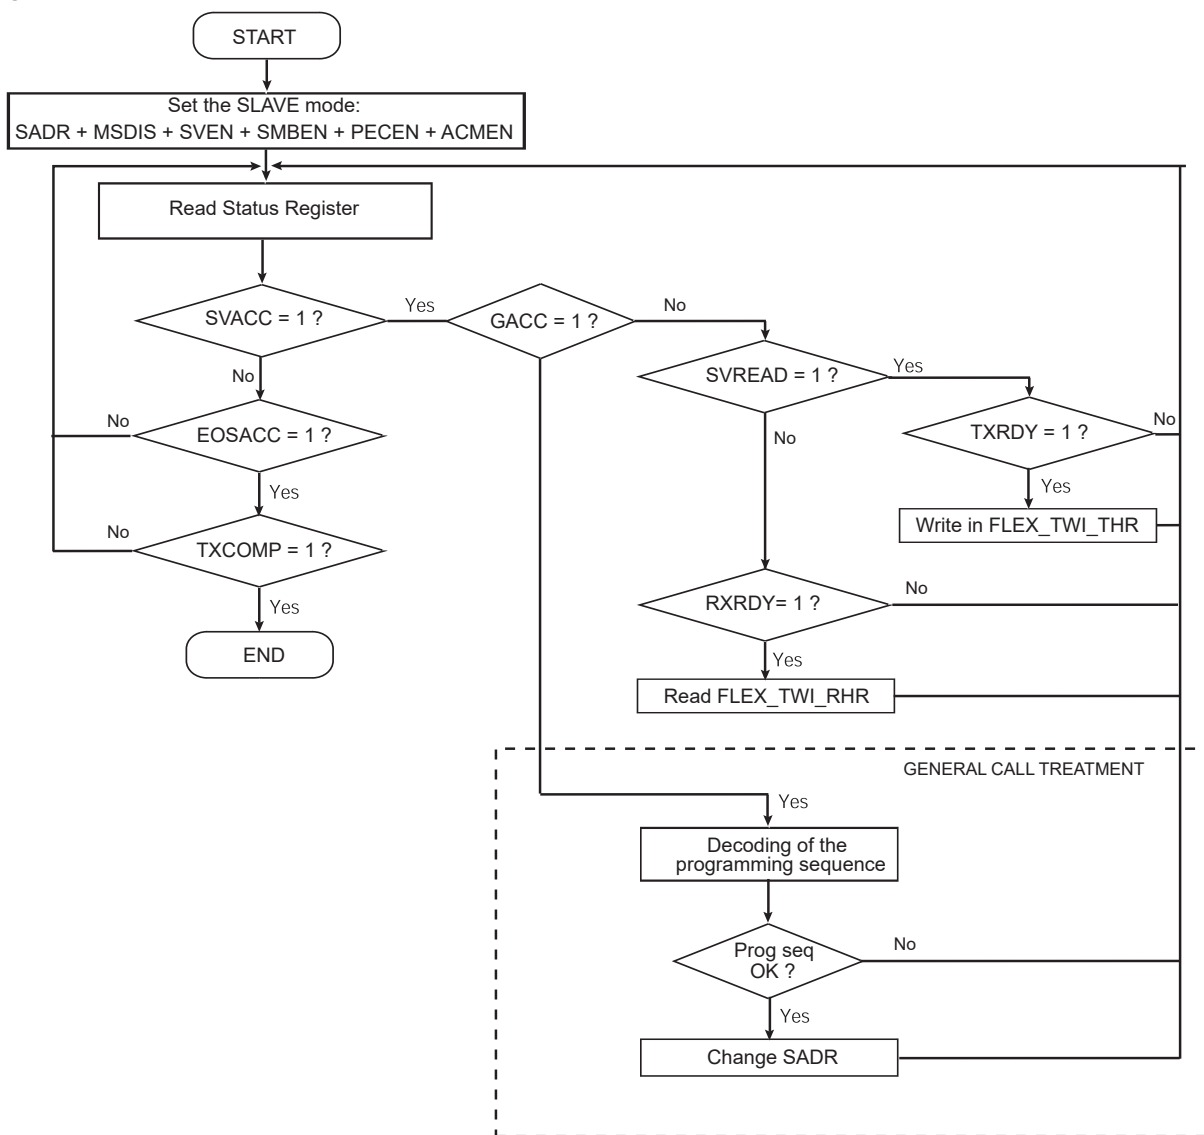 START
Set the SLAVE mode:
SADR + MSDIS + SVEN + SMBEN + PECEN + ACMEN
Read Status Register
SVACC = 1 ?
Yes
GACC = 1 ?
No
SVREAD = 1 ?
Yes
No
No
EOSACC = 1 ?
No
TXRDY = 1 ?
No
Yes
Yes
Write in FLEX_TWI_THR
No
TXCOMP = 1 ?
Yes
RXRDY= 1 ?
No
END
Yes
Read FLEX_TWI_RHR
GENERAL CALL TREATMENT
Yes
Decoding of the
programming sequence
Prog seq
OK ?
No
Yes
Change SADR